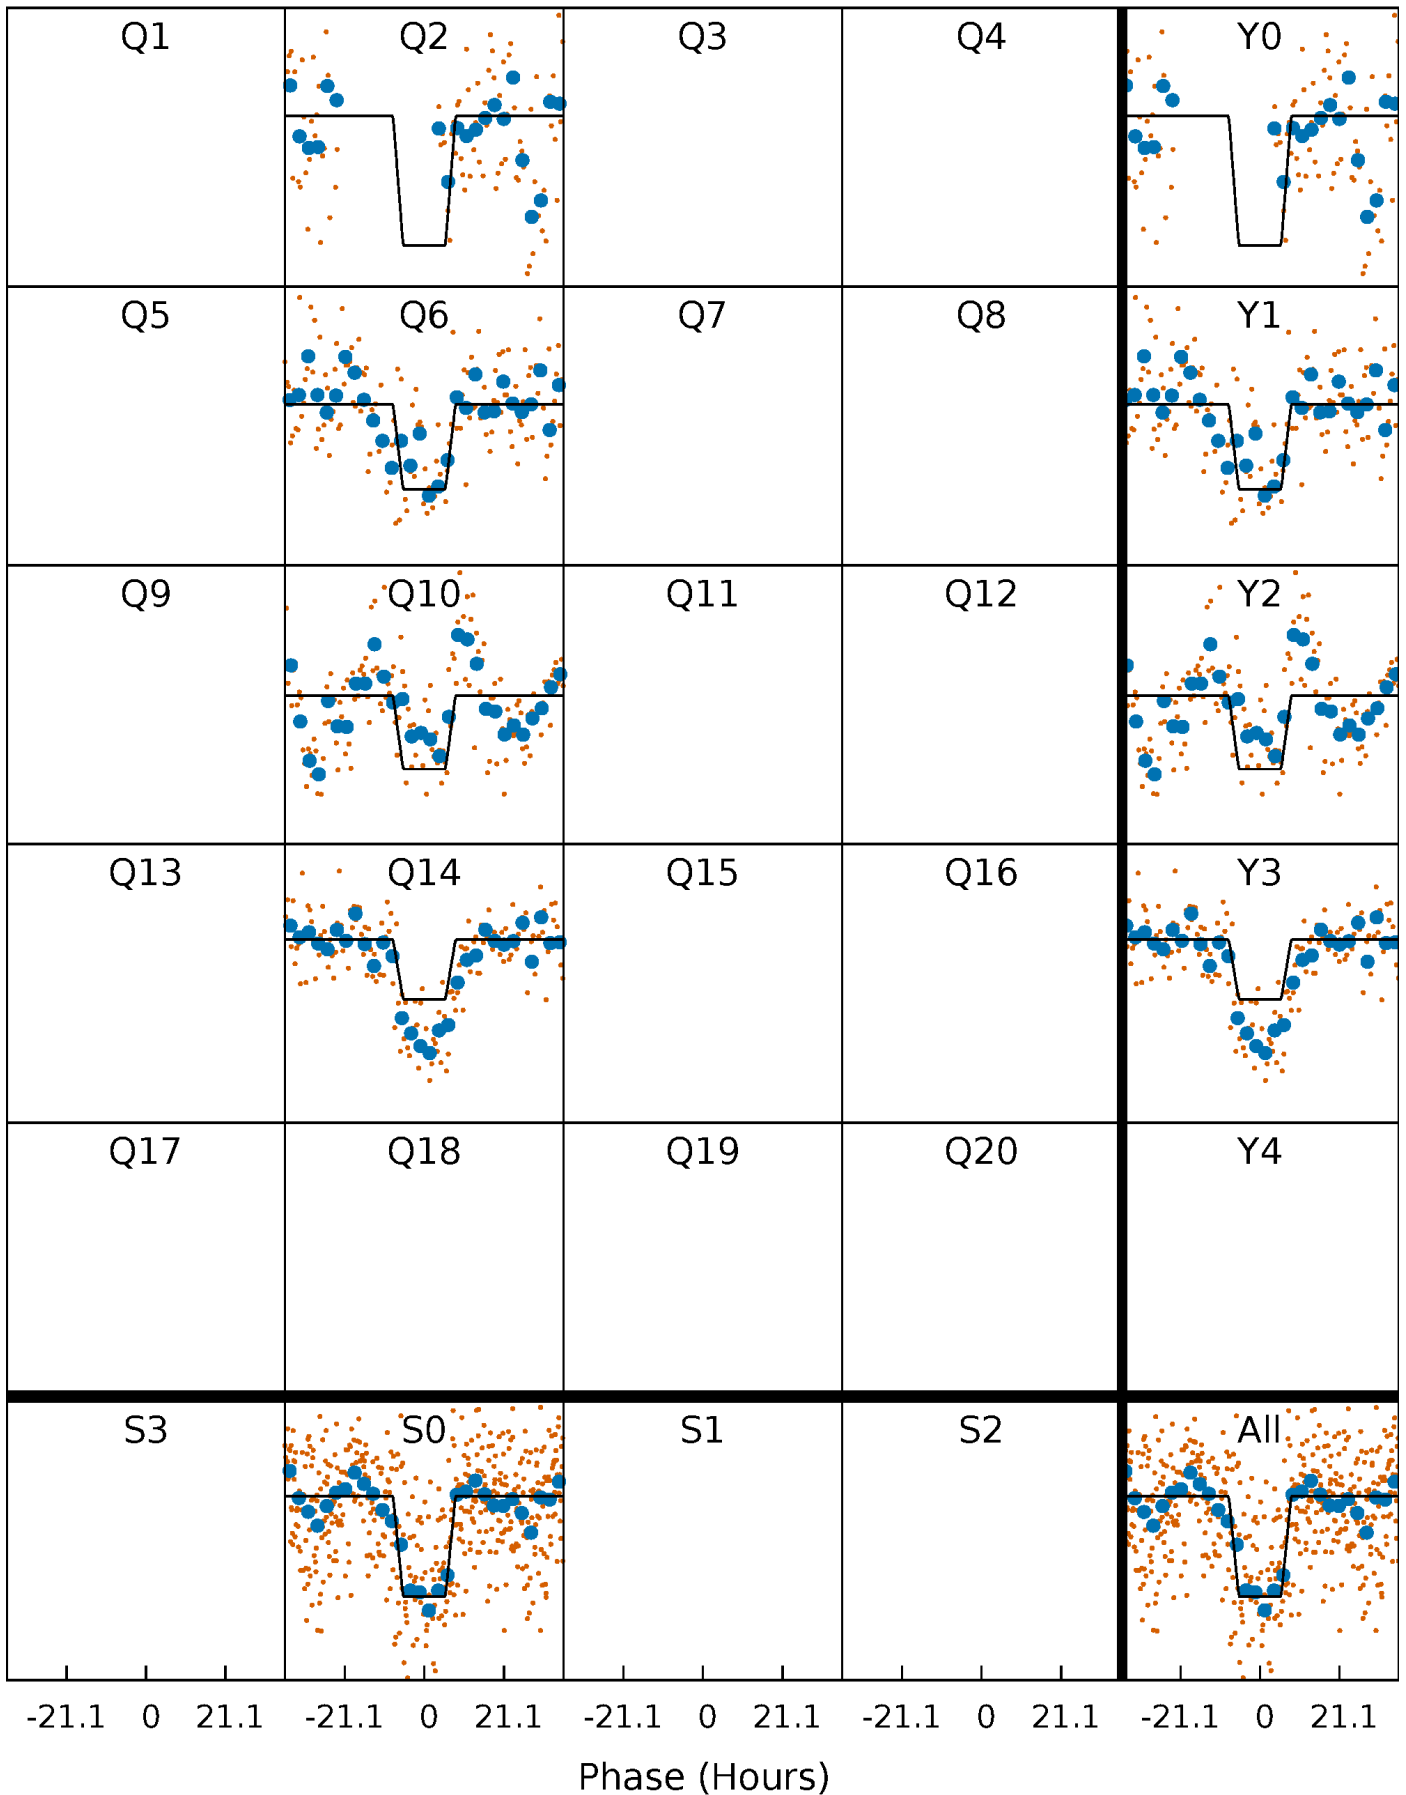 Q1 Q2 Q3 Q4 Y0
Q5 Q6 Q7 Q8 Y1
Q9 Q10 Q11 Q12 Y2
Q13 Q14 Q15 Q16 Y3
Q17 Q18 Q19 Q20 Y4
S3 S0 S1 S2 All
-21.1 0 21.1 -21.1 0 21.1 -21.1 0 21.1 -21.1 0 21.1 -21.1 0 21.1
Phase (Hours)